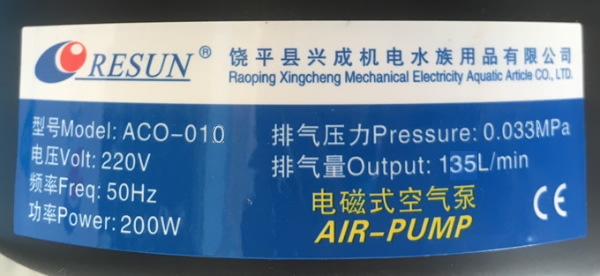 RESUN® 饶平县兴成机电水族用品有限公司
Raoping Xingcheng Mechanical Electricity Aquatic Article CO., LTD.
型号Model: ACO-010
电压Volt: 220V
频率Freq: 50Hz
功率Power: 200W
排气压力Pressure: 0.033MPa
排气量Output: 135L/min
电磁式空气泵
AIR-PUMP
CE